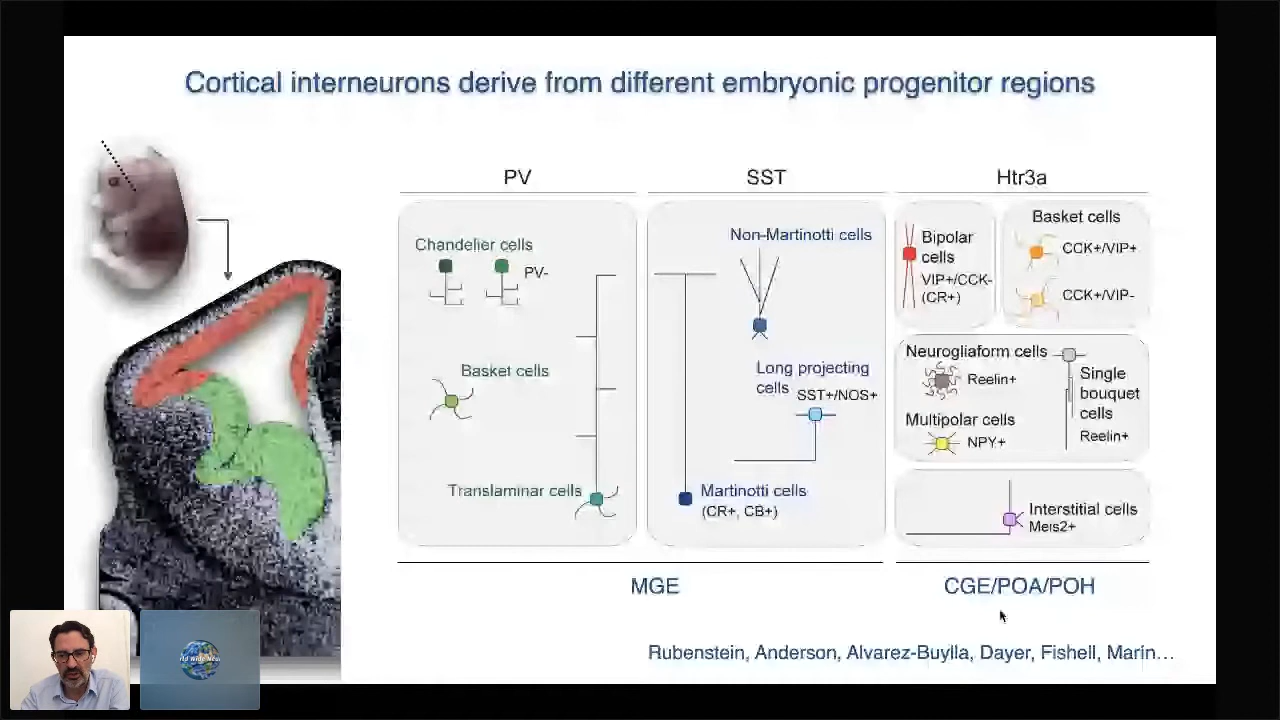 Cortical interneurons derive from different embryonic progenitor regions
PV
SST
Htr3a
Chandelier cells
PV-
Basket cells
Translaminar cells
Non-Martinotti cells
Long projecting
cells SST+/NOS+
Martinotti cells
(CR+, CB+)
Bipolar
cells
VIP+/CCK-
(CR+)
Basket cells
CCK+/VIP+
CCK+/VIP-
Neurogliaform cells
Reelin+
Multipolar cells
NPY+
Single
bouquet
cells
Reelin+
Interstitial cells
Meis2+
MGE
CGE/POA/POH
Rubenstein, Anderson, Alvarez-Buylla, Dayer, Fishell, Marín…